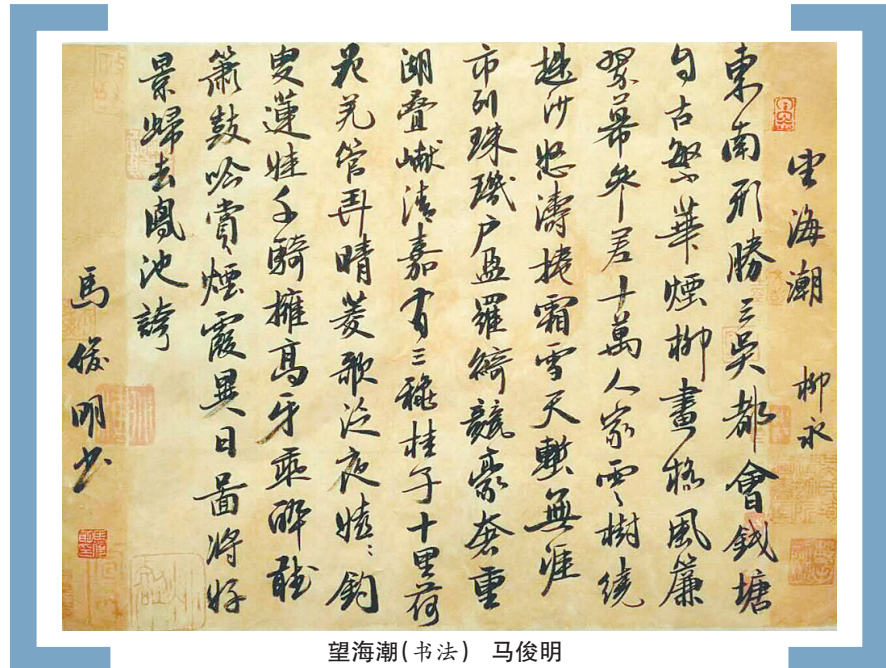 望海潮 柳永
東南形勝三吳都會錢塘
自古繁華煙柳畫橋風簾
翠幕參差十萬人家雲樹繞
堤沙怒濤捲霜雪天塹無涯
市列珠璣户盈羅綺競豪奢重
湖疊巘清嘉有三穐桂子十里荷
花羌管弄晴菱歌泛夜嬉〻釣
叟蓮娃千騎擁高牙乘醉聽
簫鼓吟賞煙霞異日圖將好
景歸去鳳池誇
馬俊明书
望海潮(书法) 马俊明